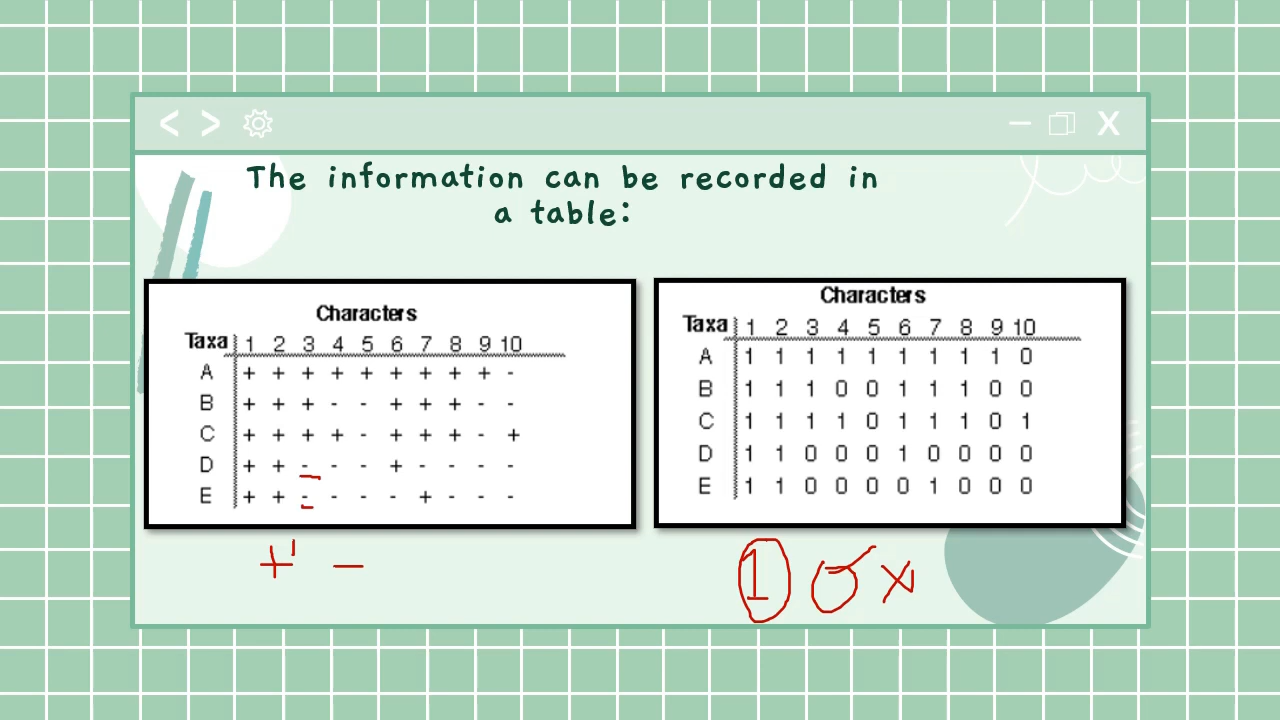 The information can be recorded in
a table:
Characters
Taxa 1 2 3 4 5 6 7 8 9 10
A + + + + + + + + + -
B + + + - - + + + - -
C + + + + - + + + - +
D + + - - - + - - - -
E + + - - - - + - - -
Characters
Taxa 1 2 3 4 5 6 7 8 9 10
A 1 1 1 1 1 1 1 1 1 0
B 1 1 1 0 0 1 1 1 0 0
C 1 1 1 1 0 1 1 1 0 1
D 1 1 0 0 0 1 0 0 0 0
E 1 1 0 0 0 0 1 0 0 0
+ -
1 0 x